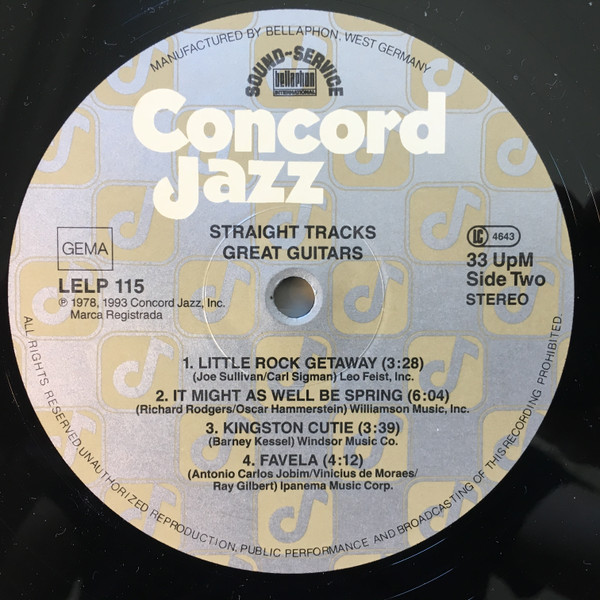 MANUFACTURED BY BELLAPHON, WEST GERMANY
SOUND-SERVICE
bellaphon
INTERNATIONAL
Concord
Jazz
STRAIGHT TRACKS
GREAT GUITARS
GEMA
LELP 115
℗ 1978, 1993 Concord Jazz, Inc.
Marca Registrada
LC 4643
33 UpM
Side Two
STEREO
1. LITTLE ROCK GETAWAY (3:28)
(Joe Sullivan/Carl Sigman) Leo Feist, Inc.
2. IT MIGHT AS WELL BE SPRING (6:04)
(Richard Rodgers/Oscar Hammerstein) Williamson Music, Inc.
3. KINGSTON CUTIE (3:39)
(Barney Kessel) Windsor Music Co.
4. FAVELA (4:12)
(Antonio Carlos Jobim/Vinicius de Moraes/
Ray Gilbert) Ipanema Music Corp.
ALL RIGHTS RESERVED. UNAUTHORIZED REPRODUCTION, PUBLIC PERFORMANCE AND BROADCASTING OF THIS RECORDING PROHIBITED.